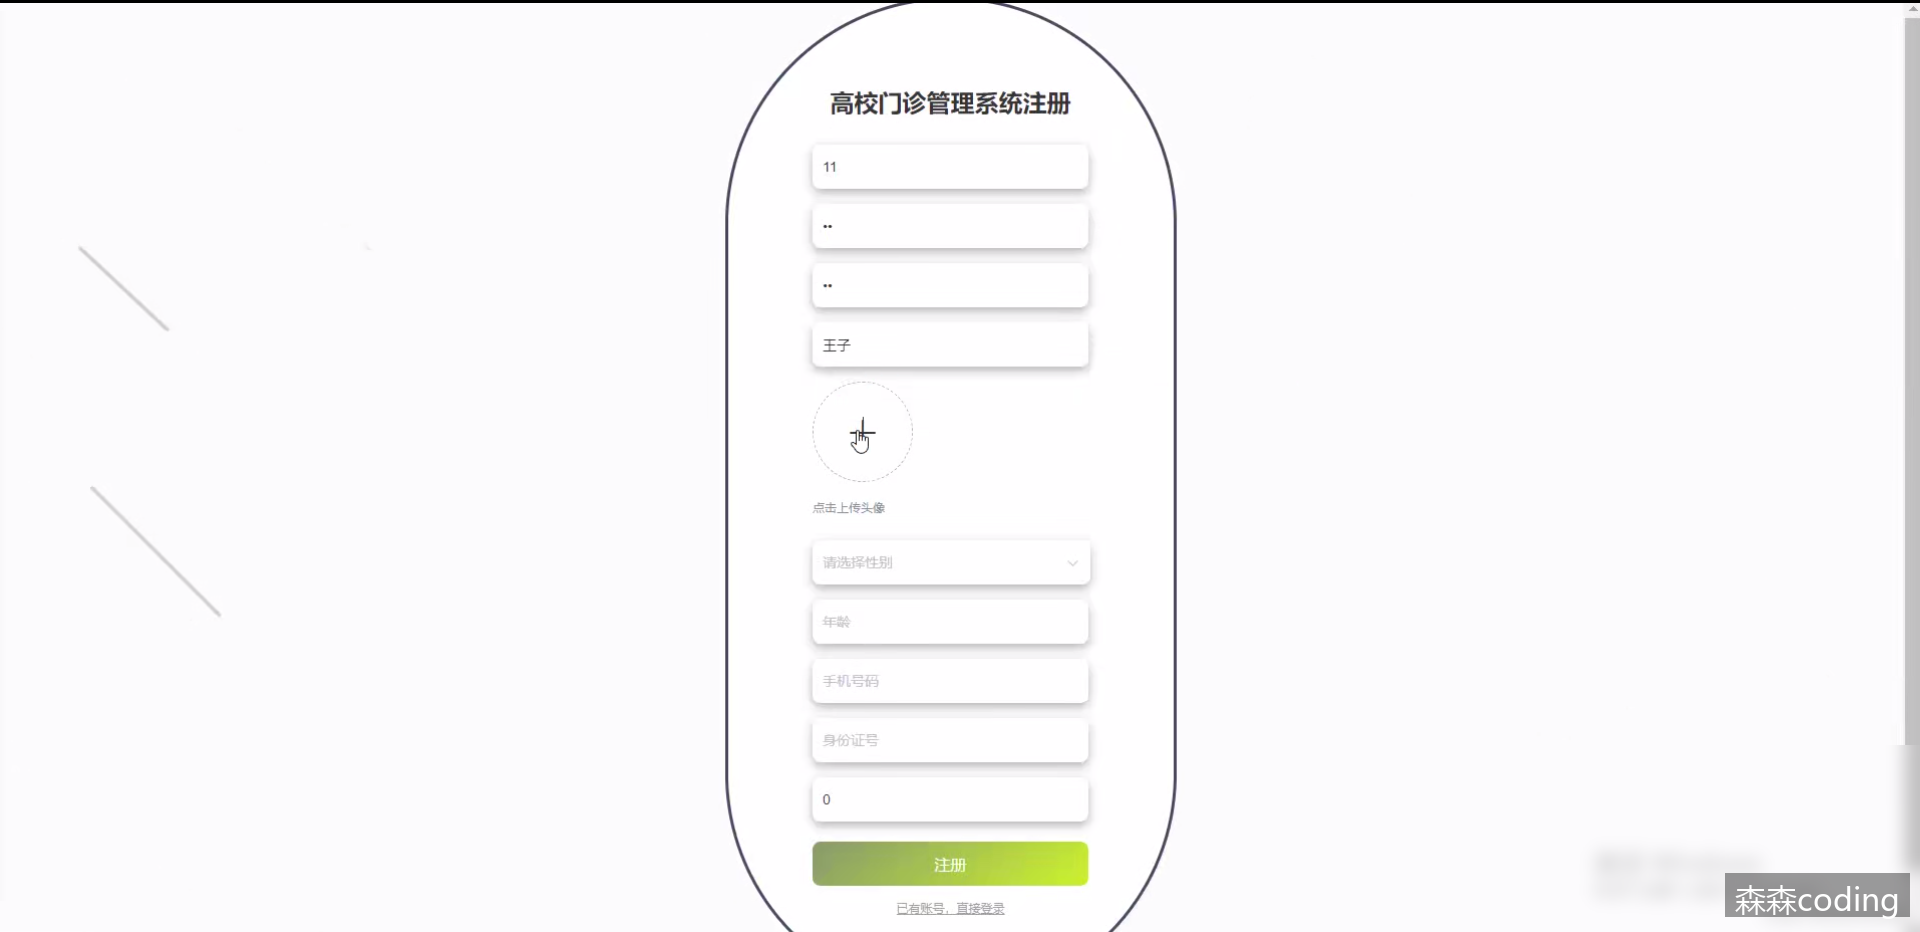 高校门诊管理系统注册
11
••
••
王子
点击上传头像
请选择性别
年龄
手机号码
身份证号
0
注册
已有账号，直接登录
森森coding